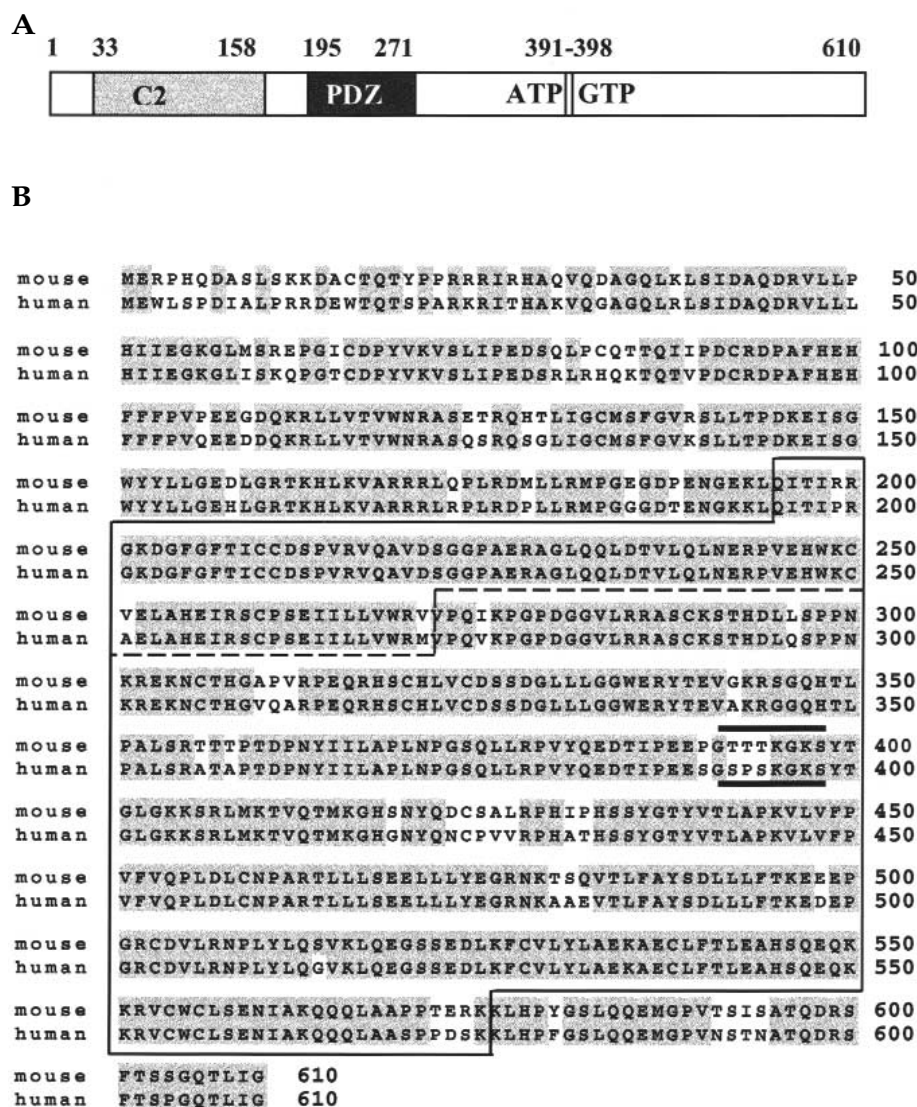 A
1 33 158 195 271 391-398 610
C2 PDZ ATP GTP
B
mouse MERPHQDASLSKKDACTQTYPPRRRIRHAQVQDAGQLKLSIDAQDRVLLP 50
human MEWLSPDIALPRRDEWTQTSPARKRITHAKVQGAGQLRLSIDAQDRVLLL 50
mouse HIIEGKGLMSREPGICDPYVKVSLIPEDSQLPCQTTQIIPDCRDPAFHEH 100
human HIIEGKGLISKQPGTCDPYVKVSLIPEDSRLRHQKTQTVPDCRDPAFHEH 100
mouse FFFPVPEEGDQKRLLVTVWNRASETRQHTLIGCMSFGVRSLLTPDKEISG 150
human FFFPVQEEDDQKRLLVTVWNRASQSRQSGLIGCMSFGVKSLLTPDKEISG 150
mouse WYYLLGEDLGRTKHLKVARRRLQPLRDMLLRMPGEGDPENGEKLQITIRR 200
human WYYLLGEHLGRTKHLKVARRRLRPLRDPLLRMPGGGDTENGKKLQITIPR 200
mouse GKDGFGFTICCDSPVRVQAVDSGGPAERAGLQQLDTVLQLNERPVEHWKC 250
human GKDGFGFTICCDSPVRVQAVDSGGPAERAGLQQLDTVLQLNERPVEHWKC 250
mouse VELAHEIRSCPSEIILLVWRVVPQIKPGPDGGVLRRASCKSTHDLLSPPN 300
human AELAHEIRSCPSEIILLVWRMVPQVKPGPDGGVLRRASCKSTHDLQSPPN 300
mouse KREKNCTHGAPVRPEQRHSCHLVCDSSDGLLLGGWERYTEVGKRSGQHTL 350
human KREKNCTHGVQARPEQRHSCHLVCDSSDGLLLGGWERYTEVAKRGGQHTL 350
mouse PALSRTTTPTDPNYIILAPLNPGSQLLRPVYQEDTIPEEPGTTTKGKSYT 400
human PALSRATAPTDPNYIILAPLNPGSQLLRPVYQEDTIPEESGSPSKGKSYT 400
mouse GLGKKSRLMKTVQTMKGHSNYQDCSALRPHIPHSSYGTYVTLAPKVLVFP 450
human GLGKKSRLMKTVQTMKGHGNYQNCPVVRPHATHSSYGTYVTLAPKVLVFP 450
mouse VFVQPLDLCNPARTLLLSEELLLYEGRNKTSQVTLFAYSDLLLFTKEEEP 500
human VFVQPLDLCNPARTLLLSEELLLYEGRNKAAEVTLFAYSDLLLFTKEDEP 500
mouse GRCDVLRNPLYLQSVKLQEGSSEDLKFCVLYLAEKAECLFTLEAHSQEQK 550
human GRCDVLRNPLYLQGVKLQEGSSEDLKFCVLYLAEKAECLFTLEAHSQEQK 550
mouse KRVCWCLSENIAKQQQLAAPPTERKKLHPYGSLQQEMGPVTSISATQDRS 600
human KRVCWCLSENIAKQQQLAASPPDSKKLHPFGSLQQEMGPVNSTNATQDRS 600
mouse FTSSGQTLIG 610
human FTSPGQTLIG 610